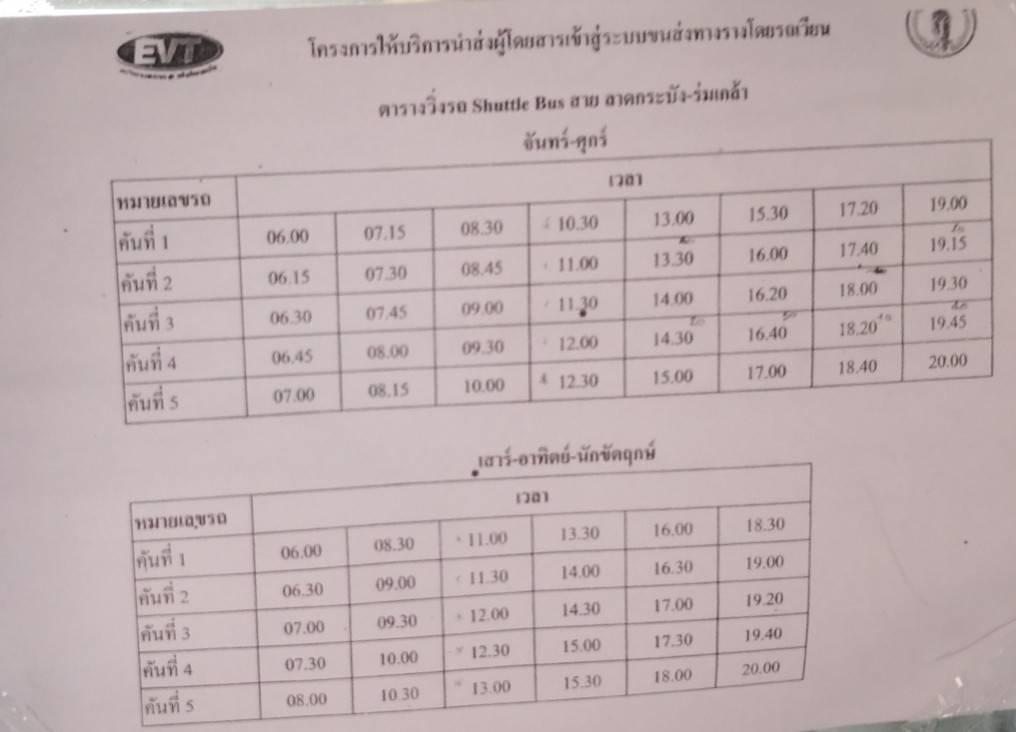 EVT
โครงการให้บริการนำส่งผู้โดยสารเข้าสู่ระบบขนส่งทางรางโดยรถเวียน
ตารางวิ่งรถ Shuttle Bus สาย ลาดกระบัง-ร่มเกล้า
จันทร์-ศุกร์
หมายเลขรถ เวลา
คันที่ 1 06.00 07.15 08.30 10.30 13.00 15.30 17.20 19.00
คันที่ 2 06.15 07.30 08.45 11.00 13.30 16.00 17.40 19.15
คันที่ 3 06.30 07.45 09.00 11.30 14.00 16.20 18.00 19.30
คันที่ 4 06.45 08.00 09.30 12.00 14.30 16.40 18.20 19.45
คันที่ 5 07.00 08.15 10.00 12.30 15.00 17.00 18.40 20.00
เสาร์-อาทิตย์-นักขัตฤกษ์
หมายเลขรถ เวลา
คันที่ 1 06.00 08.30 11.00 13.30 16.00 18.30
คันที่ 2 06.30 09.00 11.30 14.00 16.30 19.00
คันที่ 3 07.00 09.30 12.00 14.30 17.00 19.20
คันที่ 4 07.30 10.00 12.30 15.00 17.30 19.40
คันที่ 5 08.00 10.30 13.00 15.30 18.00 20.00